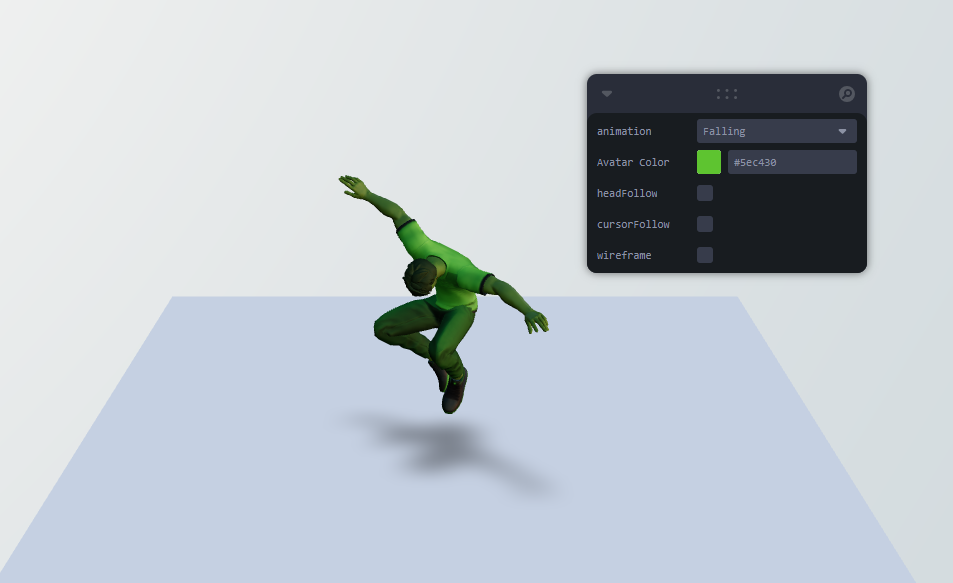 animation Falling
Avatar Color #5ec430
headFollow
cursorFollow
wireframe